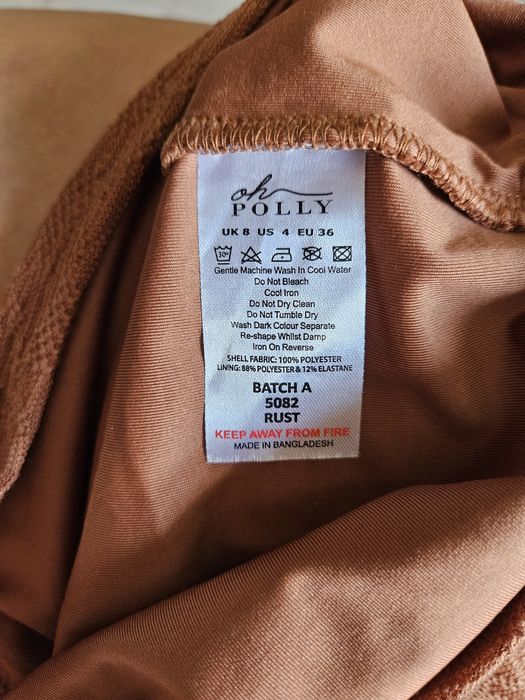 oh
POLLY
UK 8 US 4 EU 36
30°
Gentle Machine Wash In Cool Water
Do Not Bleach
Cool Iron
Do Not Dry Clean
Do Not Tumble Dry
Wash Dark Colour Separate
Re-shape Whilst Damp
Iron On Reverse
SHELL FABRIC: 100% POLYESTER
LINING: 88% POLYESTER & 12% ELASTANE
BATCH A
5082
RUST
KEEP AWAY FROM FIRE
MADE IN BANGLADESH